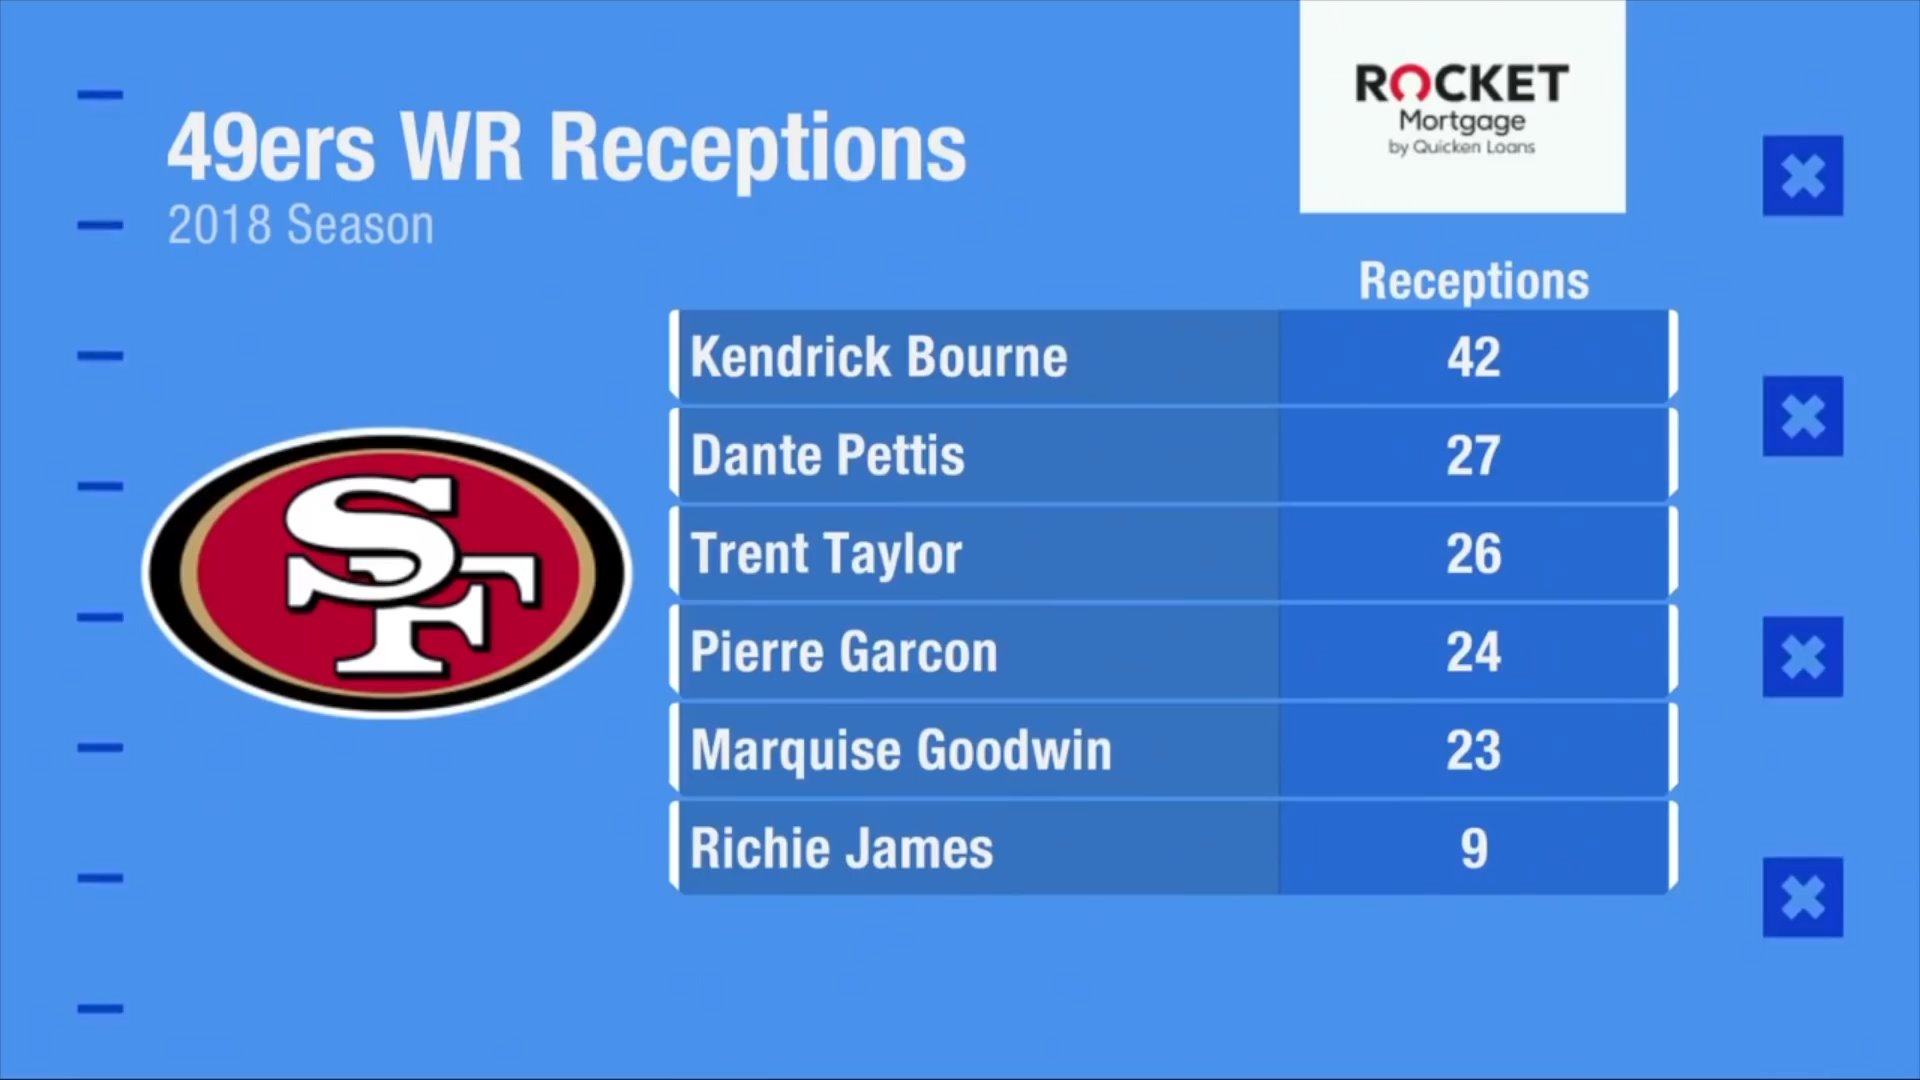 ROCKET
Mortgage
by Quicken Loans
49ers WR Receptions
2018 Season
Receptions
Kendrick Bourne 42
Dante Pettis 27
Trent Taylor 26
Pierre Garcon 24
Marquise Goodwin 23
Richie James 9
SF